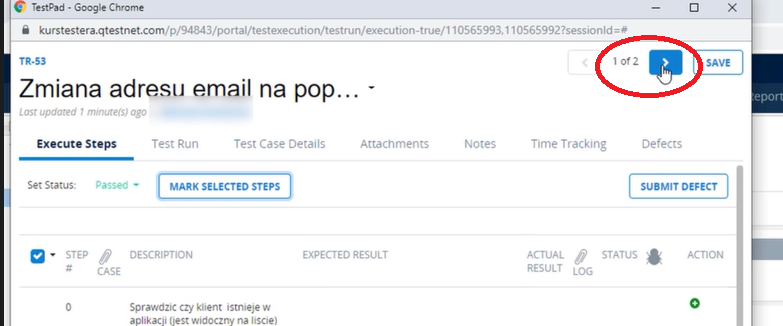 TestPad - Google Chrome
kurstestera.qtestnet.com/p/94843/portal/testexecution/testrun/execution-true/110565993,110565992?sessionId=#
TR-53
1 of 2
SAVE
Zmiana adresu email na pop...
Last updated 1 minute(s) ago
Execute Steps Test Run Test Case Details Attachments Notes Time Tracking Defects
Set Status: Passed MARK SELECTED STEPS SUBMIT DEFECT
STEP # CASE DESCRIPTION EXPECTED RESULT ACTUAL RESULT LOG STATUS ACTION
0 Sprawdzic czy klient istnieje w
aplikacji (jest widoczny na liscie)